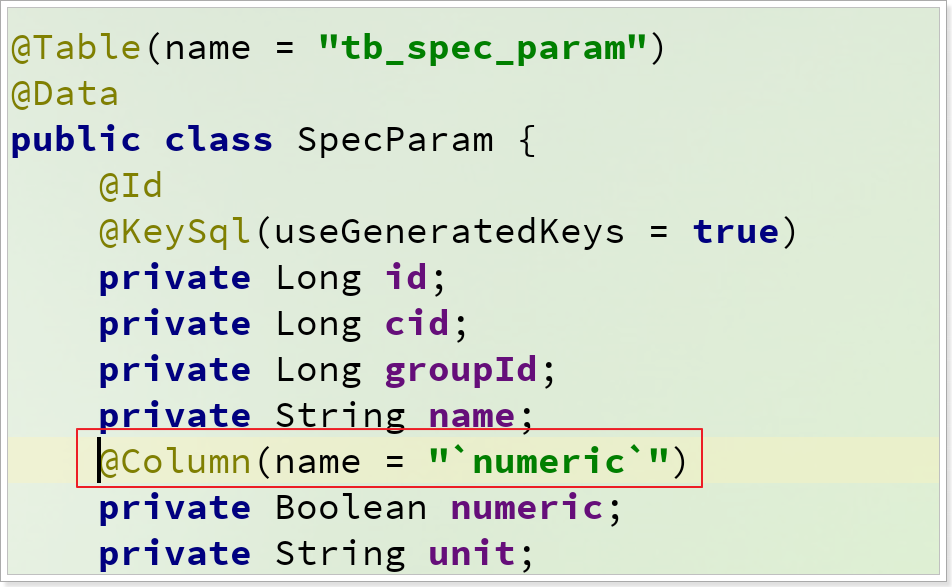 @Table(name = "tb_spec_param")
@Data
public class SpecParam {
    @Id
    @KeySql(useGeneratedKeys = true)
    private Long id;
    private Long cid;
    private Long groupId;
    private String name;
    @Column(name = "`numeric`")
    private Boolean numeric;
    private String unit;